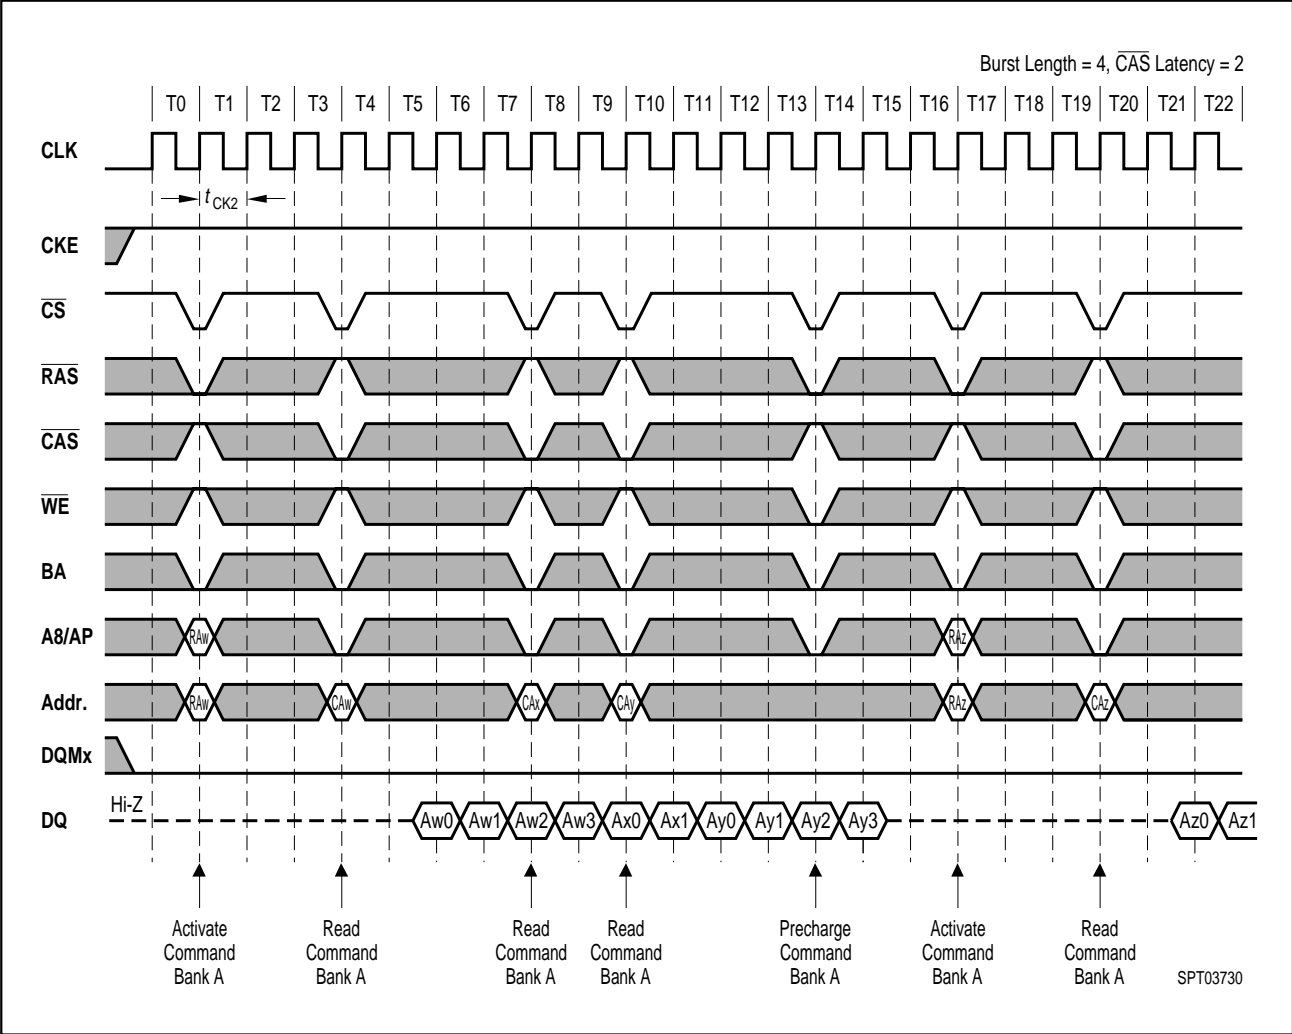 Burst Length = 4, CAS Latency = 2
T0 T1 T2 T3 T4 T5 T6 T7 T8 T9 T10 T11 T12 T13 T14 T15 T16 T17 T18 T19 T20 T21 T22
CLK
t CK2
CKE
CS
RAS
CAS
WE
BA
A8/AP RAw RAz
Addr. RAw CAw CAx CAy RAz CAz
DQMx
Hi-Z
DQ Aw0 Aw1 Aw2 Aw3 Ax0 Ax1 Ay0 Ay1 Ay2 Ay3 Az0 Az1
Activate Read Read Read Precharge Activate Read
Command Command Command Command Command Command Command
Bank A Bank A Bank A Bank A Bank A Bank A Bank A
SPT03730